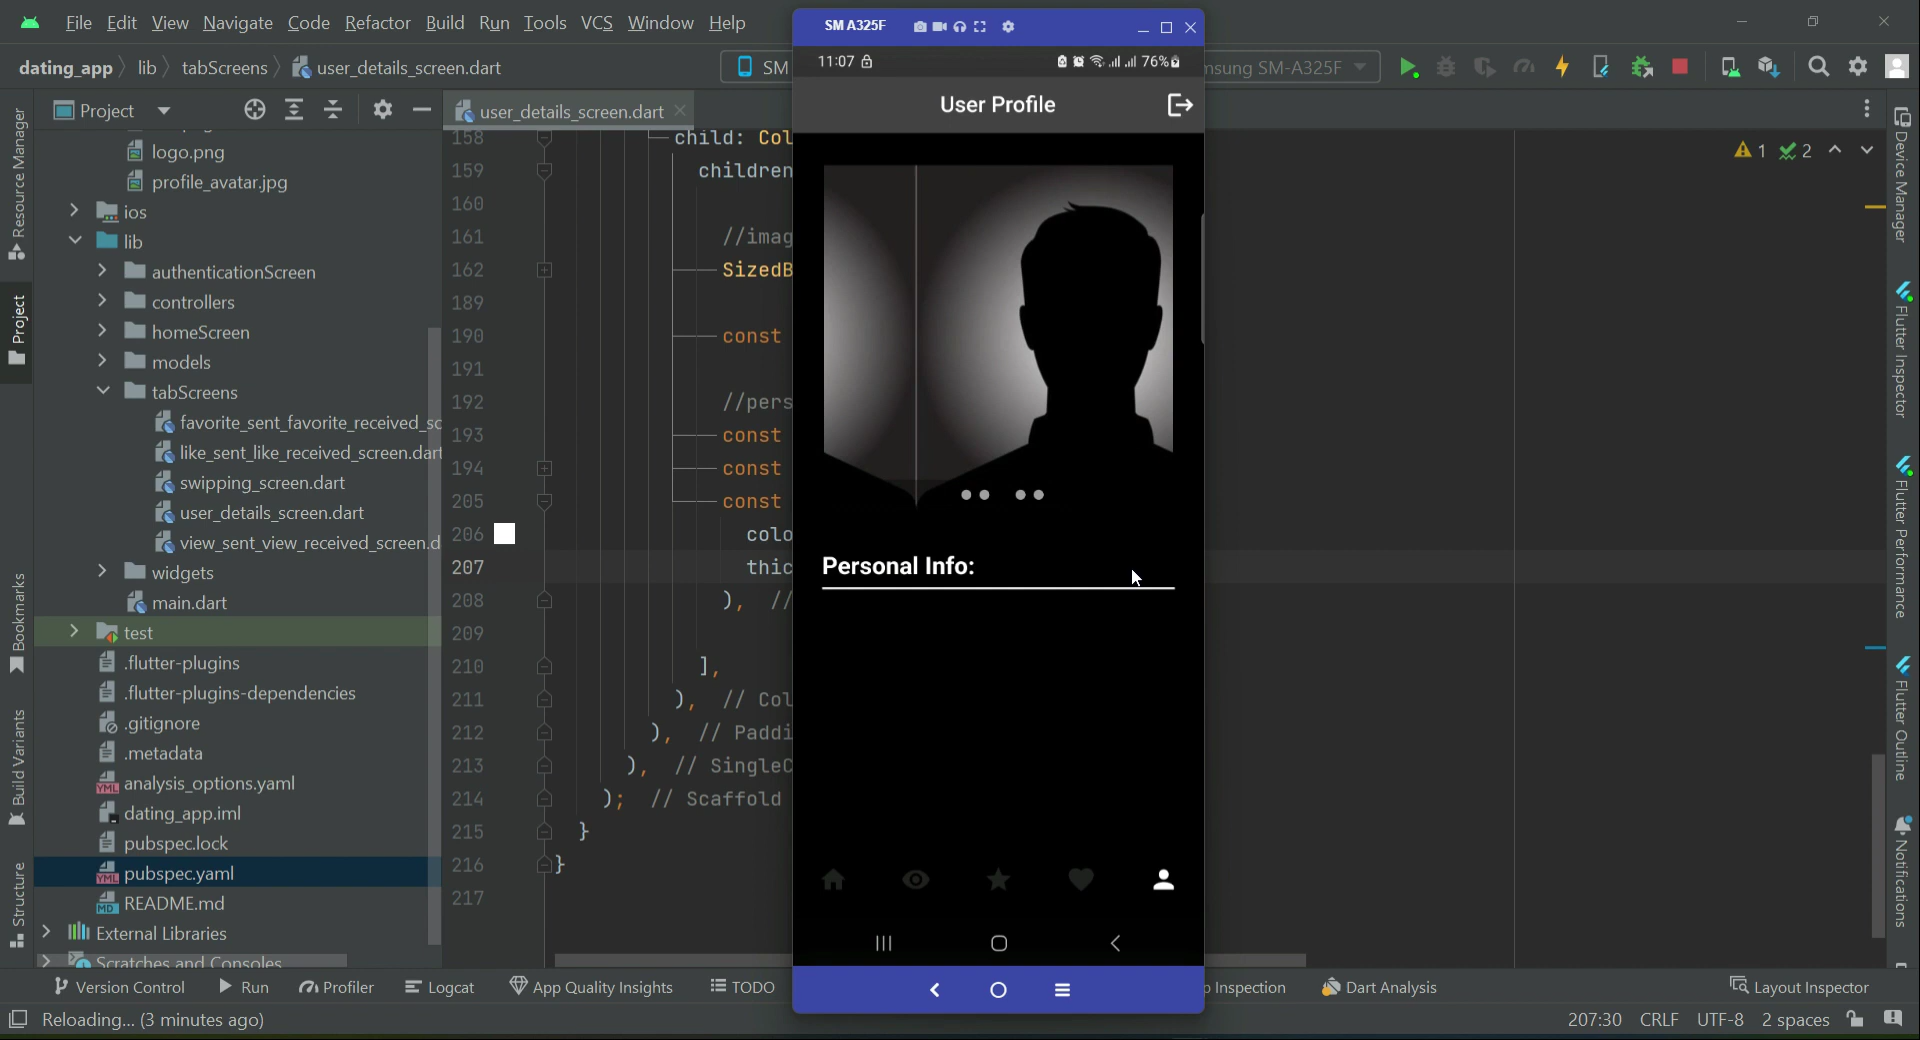 File Edit View Navigate Code Refactor Build Run Tools VCS Window Help
SM A325F
dating_app lib tabScreens user_details_screen.dart
SM
msung SM-A325F
11:07
76%
Project
user_details_screen.dart
User Profile
Resource Manager
Project
Bookmarks
Build Variants
Structure
logo.png
profile_avatar.jpg
ios
lib
authenticationScreen
controllers
homeScreen
models
tabScreens
favorite_sent_favorite_received_sc
like_sent_like_received_screen.dart
swipping_screen.dart
user_details_screen.dart
view_sent_view_received_screen.d
widgets
main.dart
test
.flutter-plugins
.flutter-plugins-dependencies
.gitignore
.metadata
analysis_options.yaml
dating_app.iml
pubspec.lock
pubspec.yaml
README.md
External Libraries
Scratches and Consoles
158 child: Col
159 children
160
161 //imag
162 SizedB
189
190 const
191
192 //pers
193 const
194 const
205 const
206 colo
207 thic
208 ), //
209
210 ],
211 ), // Col
212 ), // Paddi
213 ), // SingleC
214 ); // Scaffold
215 }
216 }
217
Personal Info:
1 2
Device Manager
Flutter Inspector
Flutter Performance
Flutter Outline
Notifications
Version Control Run Profiler Logcat App Quality Insights TODO
p Inspection Dart Analysis Layout Inspector
Reloading... (3 minutes ago)
207:30 CRLF UTF-8 2 spaces